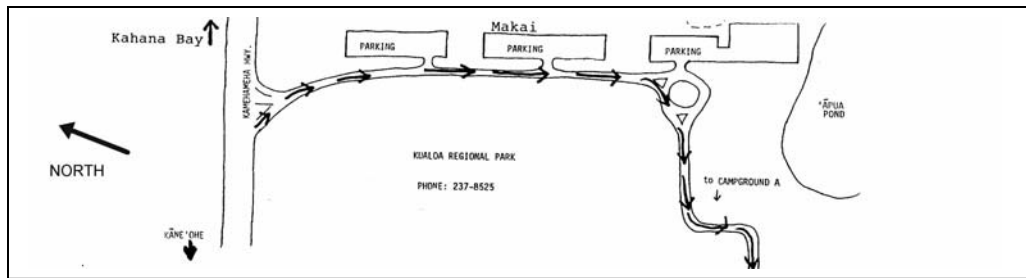 Makai
Kahana Bay
PARKING
PARKING
PARKING
KAMEHAMEHA HWY.
'ĀPUA
POND
NORTH
KUALOA REGIONAL PARK
PHONE: 237-8525
to CAMPGROUND A
KĀNE'OHE